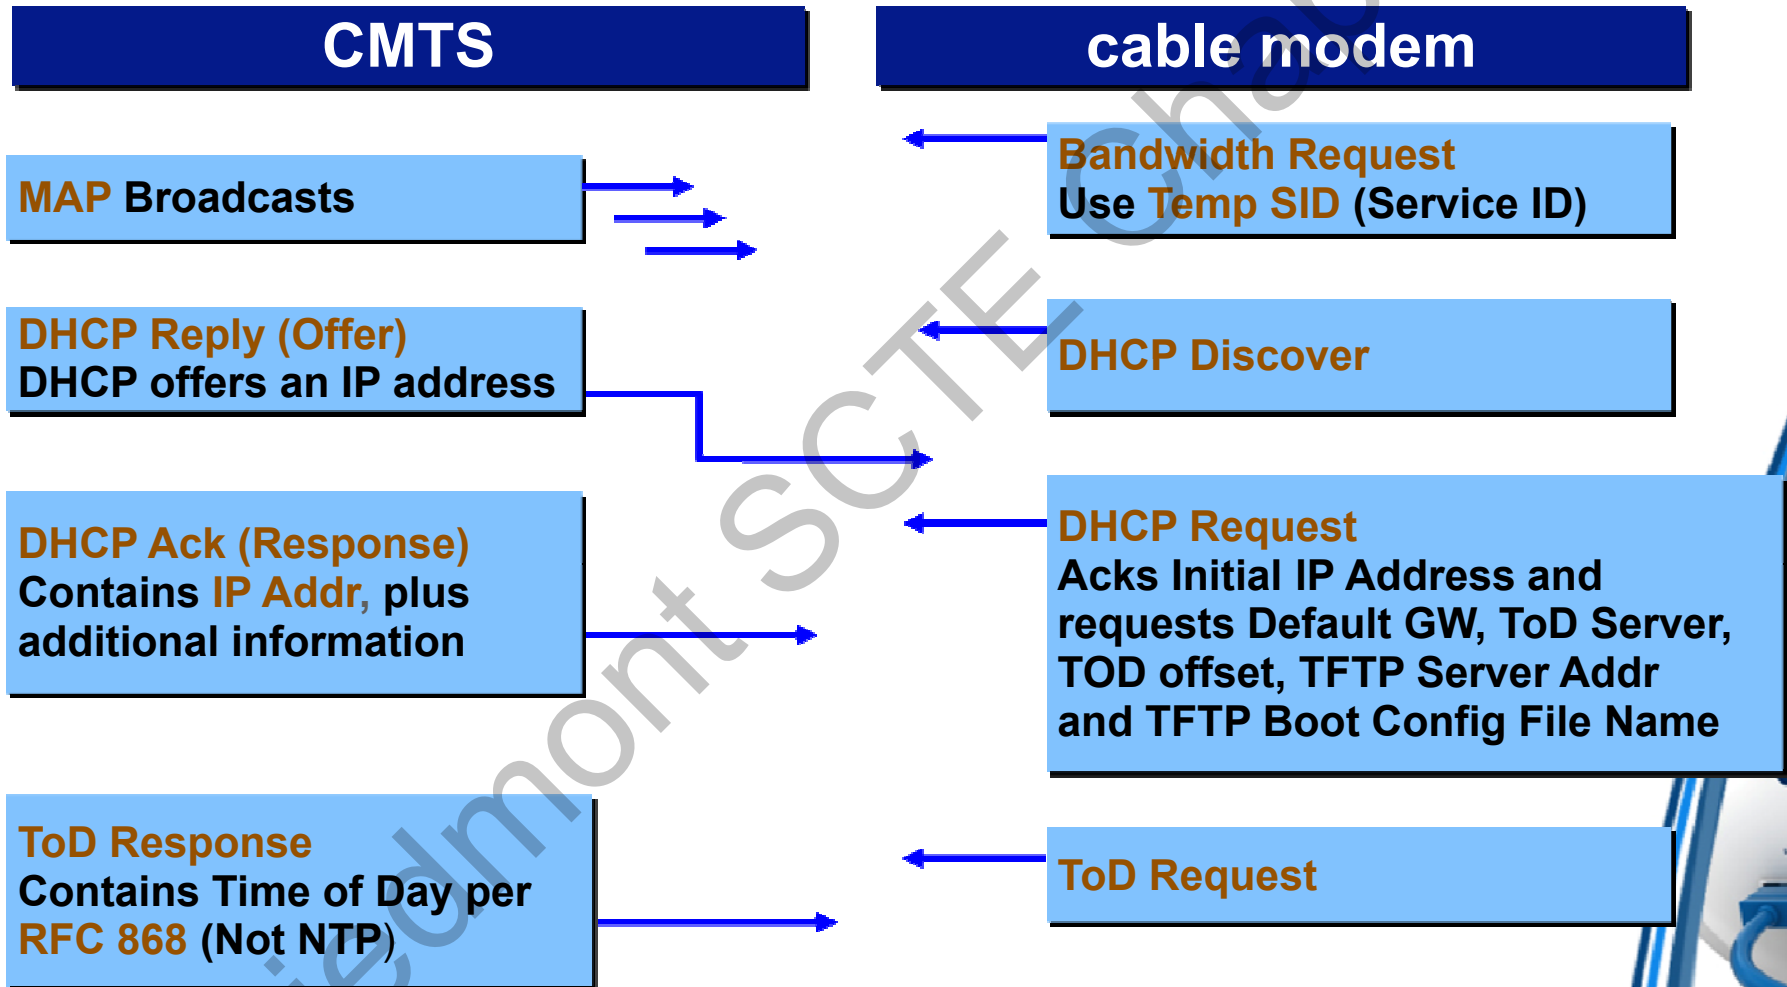 CMTS
cable modem
MAP Broadcasts
Bandwidth Request
Use Temp SID (Service ID)
DHCP Reply (Offer)
DHCP offers an IP address
DHCP Discover
DHCP Ack (Response)
Contains IP Addr, plus
additional information
DHCP Request
Acks Initial IP Address and
requests Default GW, ToD Server,
TOD offset, TFTP Server Addr
and TFTP Boot Config File Name
ToD Response
Contains Time of Day per
RFC 868 (Not NTP)
ToD Request
iedmont SCTE Chap